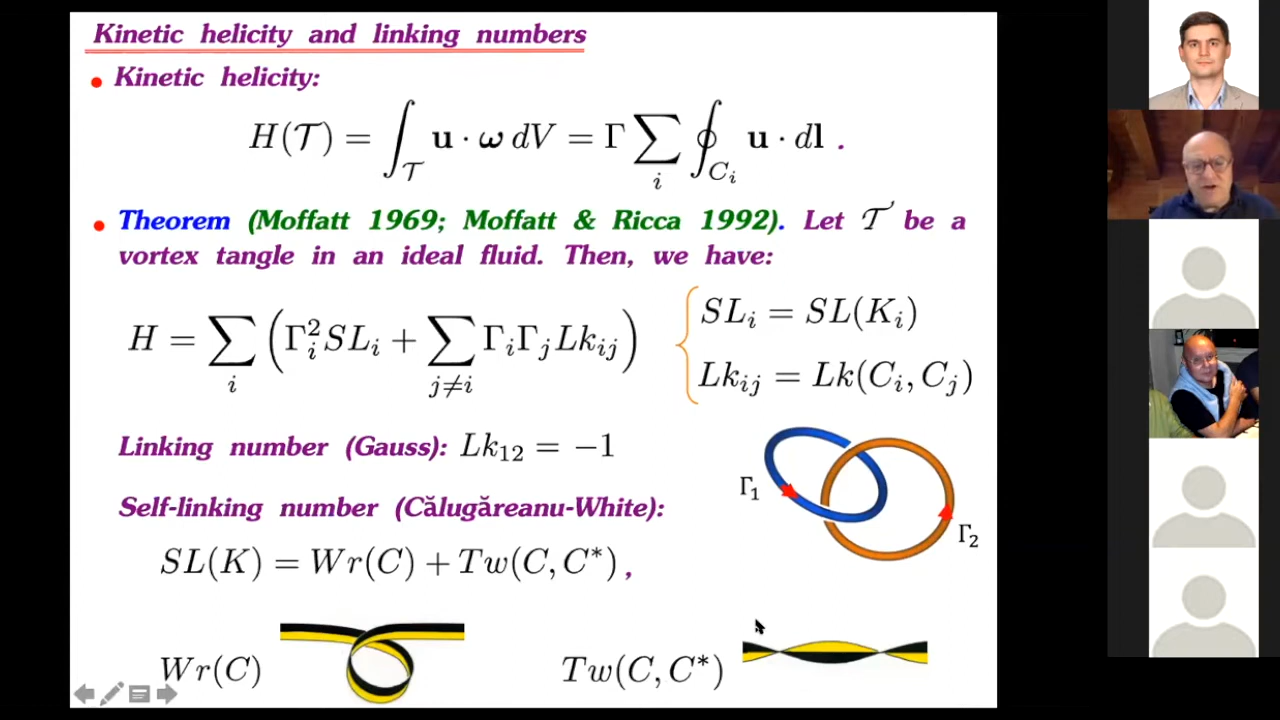 Kinetic helicity and linking numbers
• Kinetic helicity:
H(𝒯) = ∫_𝒯 u · ω dV = Γ ∑_i ∮_{C_i} u · dl .
• Theorem (Moffatt 1969; Moffatt & Ricca 1992). Let 𝒯 be a
vortex tangle in an ideal fluid. Then, we have:
H = ∑_i ( Γ_i^2 SL_i + ∑_{j≠i} Γ_i Γ_j Lk_{ij} )
SL_i = SL(K_i)
Lk_{ij} = Lk(C_i, C_j)
Linking number (Gauss): Lk_{12} = −1
Γ_1
Γ_2
Self-linking number (Călugăreanu-White):
SL(K) = Wr(C) + Tw(C, C*) ,
Wr(C)
Tw(C, C*)